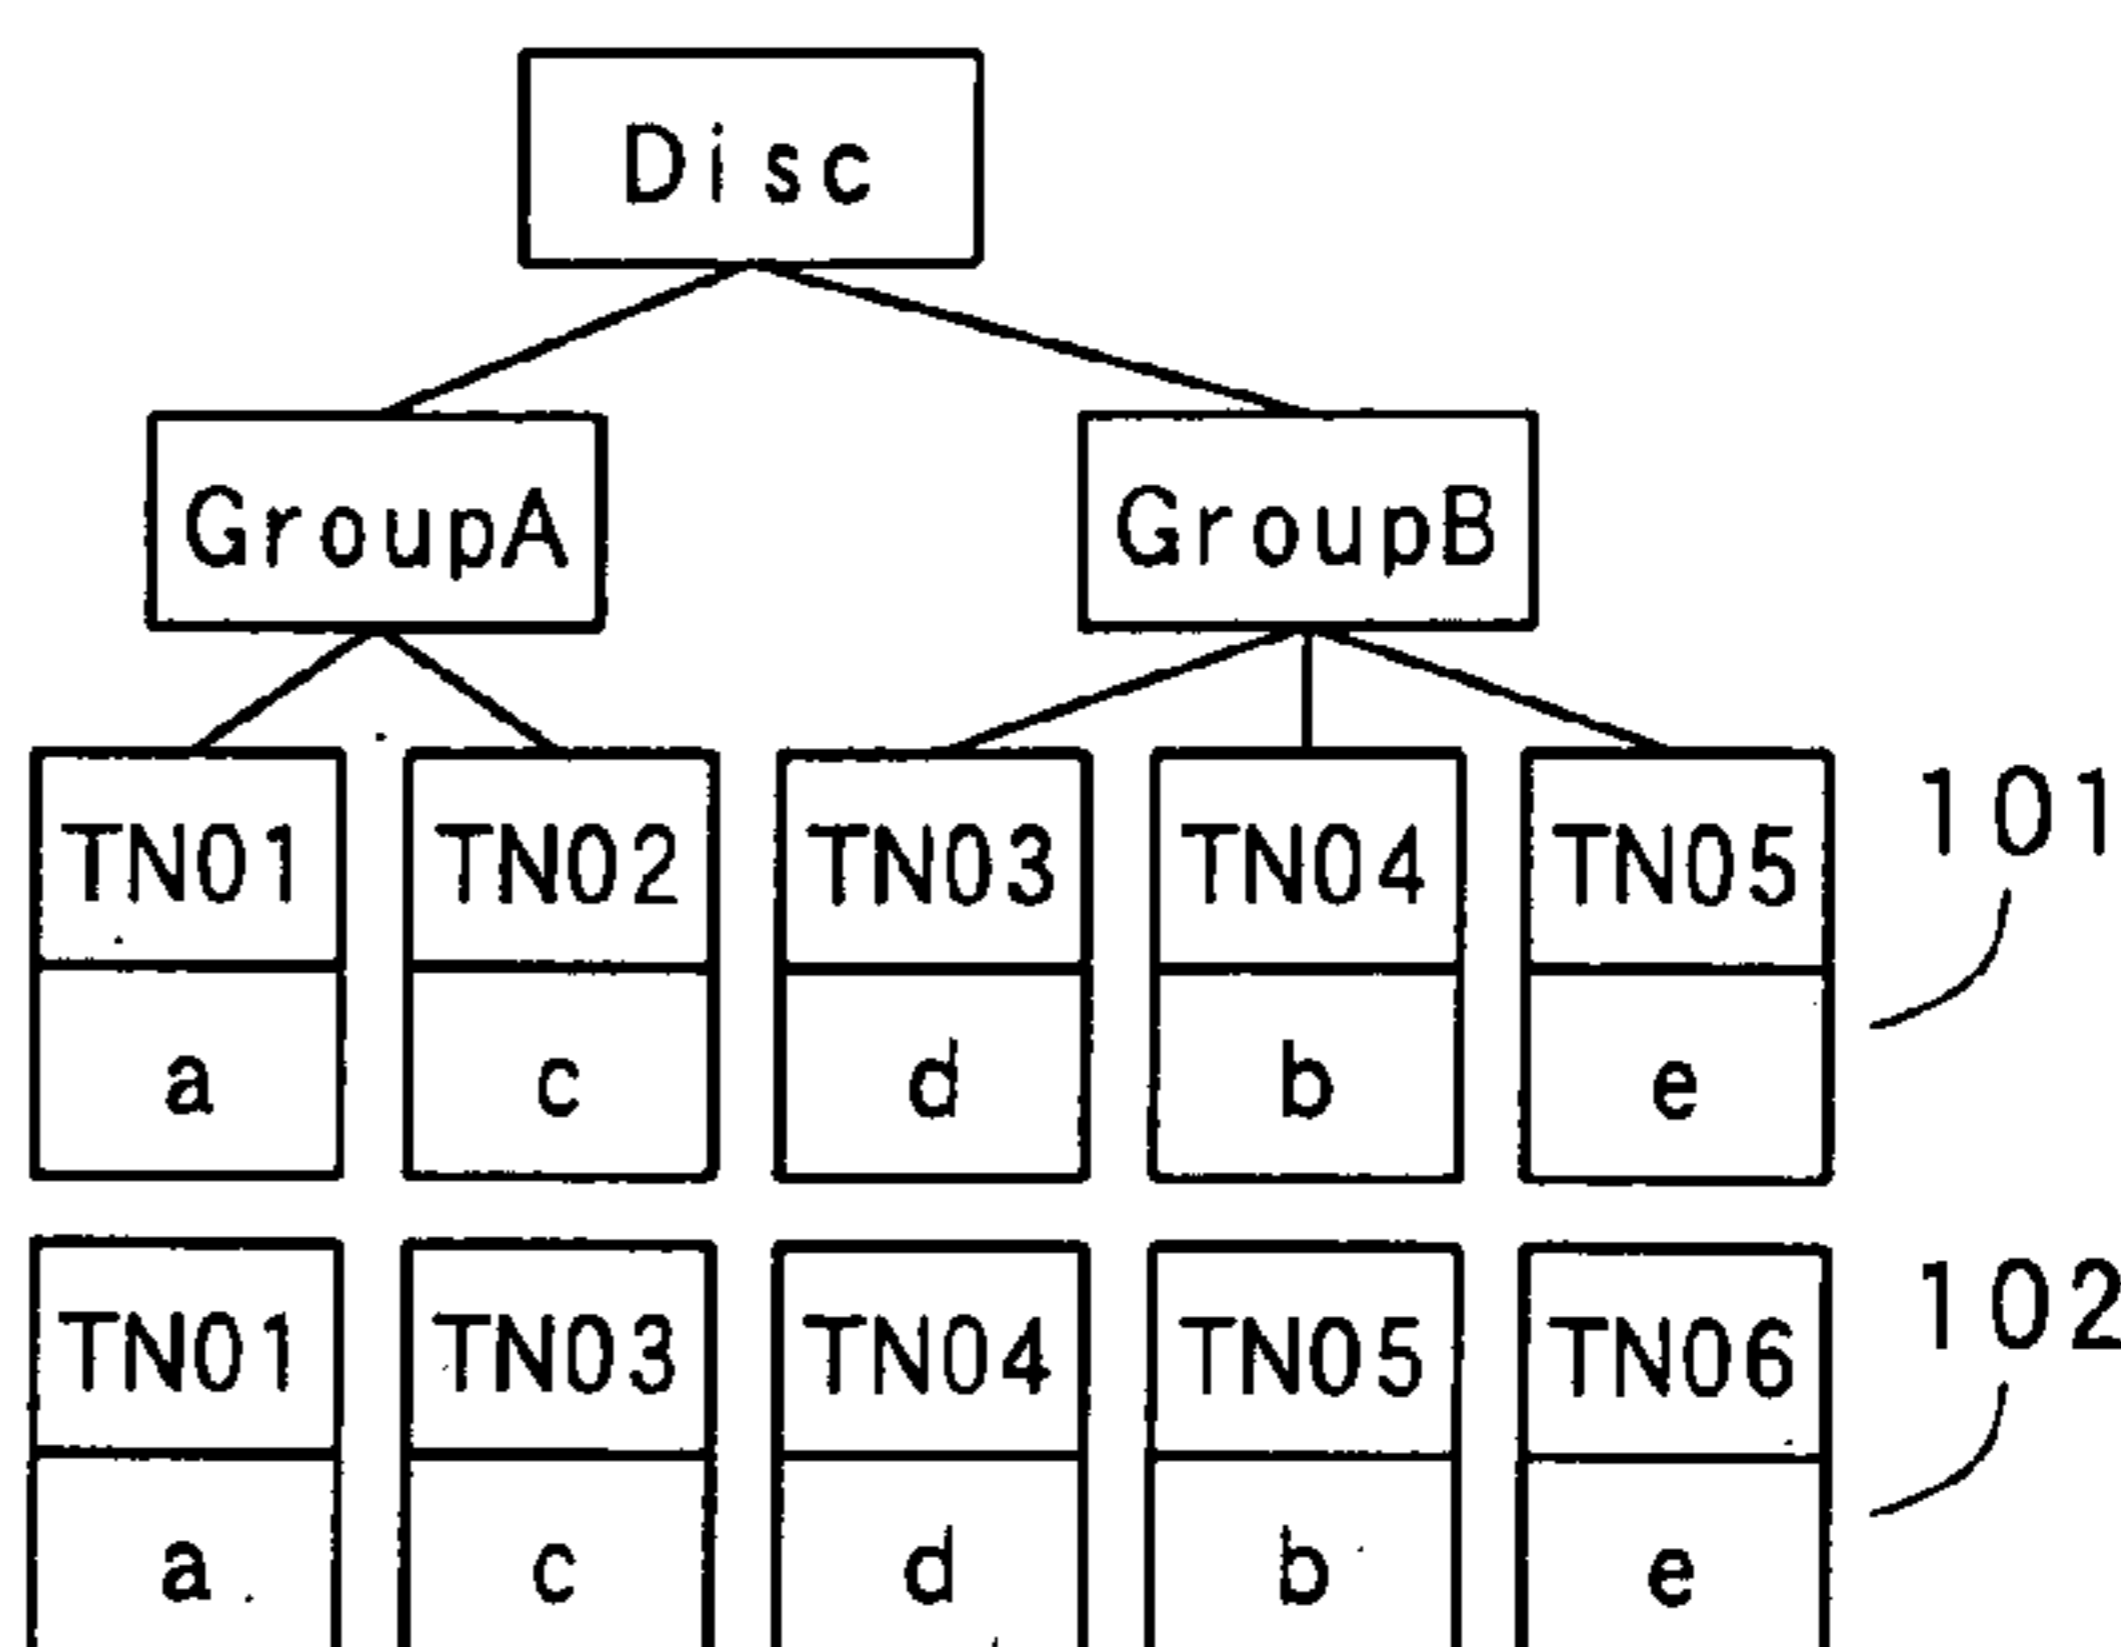 Disc
GroupA GroupB
TN01 TN02 TN03 TN04 TN05 101
a c d b e
TN01 TN03 TN04 TN05 TN06 102
a c d b e